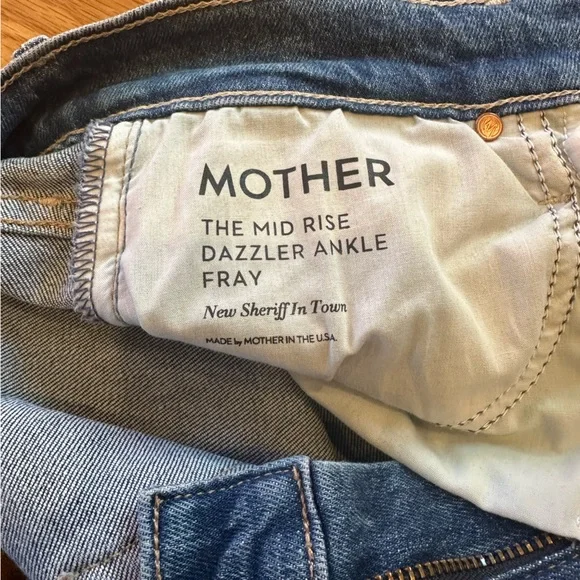 MOTHER
THE MID RISE
DAZZLER ANKLE
FRAY
New Sheriff In Town
MADE by MOTHER IN THE U.S.A.